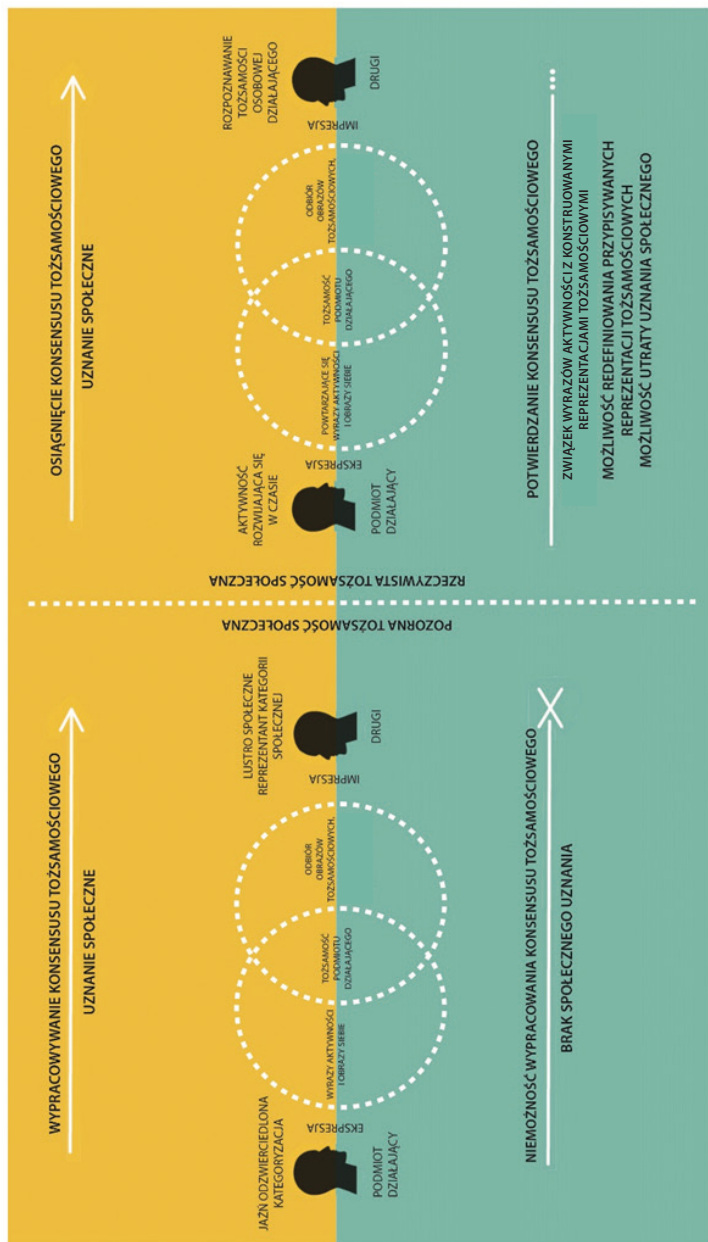 WYPRACOWYWANIE KONSENSUSU TOŻSAMOŚCIOWEGO
UZNANIE SPOŁECZNE
OSIĄGNIĘCIE KONSENSUSU TOŻSAMOŚCIOWEGO
UZNANIE SPOŁECZNE
JAŹŃ ODZWIERCIEDLONA
KATEGORYZACJA
EKSPRESJA
PODMIOT
DZIAŁAJĄCY
WYRAZY AKTYWNOŚCI
I OBRAZY SIEBIE
TOŻSAMOŚĆ
PODMIOTU
DZIAŁAJĄCEGO
ODBIÓR
OBRAZÓW
TOŻSAMOŚCIOWYCH,
IMPRESJA
LUSTRO SPOŁECZNE
REPREZENTANT KATEGORII
SPOŁECZNEJ
DRUGI
POZORNA TOŻSAMOŚĆ SPOŁECZNA
RZECZYWISTA TOŻSAMOŚĆ SPOŁECZNA
AKTYWNOŚĆ
ROZWIJAJĄCA SIĘ
W CZASIE
EKSPRESJA
PODMIOT
DZIAŁAJĄCY
POWTARZAJĄCE SIĘ
WYRAZY AKTYWNOŚCI
I OBRAZY SIEBIE
TOŻSAMOŚĆ
PODMIOTU
DZIAŁAJĄCEGO
ODBIÓR
OBRAZÓW
TOŻSAMOŚCIOWYCH,
IMPRESJA
ROZPOZNAWANIE
TOŻSAMOŚCI
OSOBOWEJ
DZIAŁAJĄCEGO
DRUGI
NIEMOŻNOŚĆ WYPRACOWANIA KONSENSUSU TOŻSAMOŚCIOWEGO
BRAK SPOŁECZNEGO UZNANIA
POTWIERDZANIE KONSENSUSU TOŻSAMOŚCIOWEGO
ZWIĄZEK WYRAZÓW AKTYWNOŚCI Z KONSTRUOWANYMI
REPREZENTACJAMI TOŻSAMOŚCIOWYMI
MOŻLIWOŚĆ REDEFINIOWANIA PRZYPISYWANYCH
REPREZENTACJI TOŻSAMOŚCIOWYCH
MOŻLIWOŚĆ UTRATY UZNANIA SPOŁECZNEGO